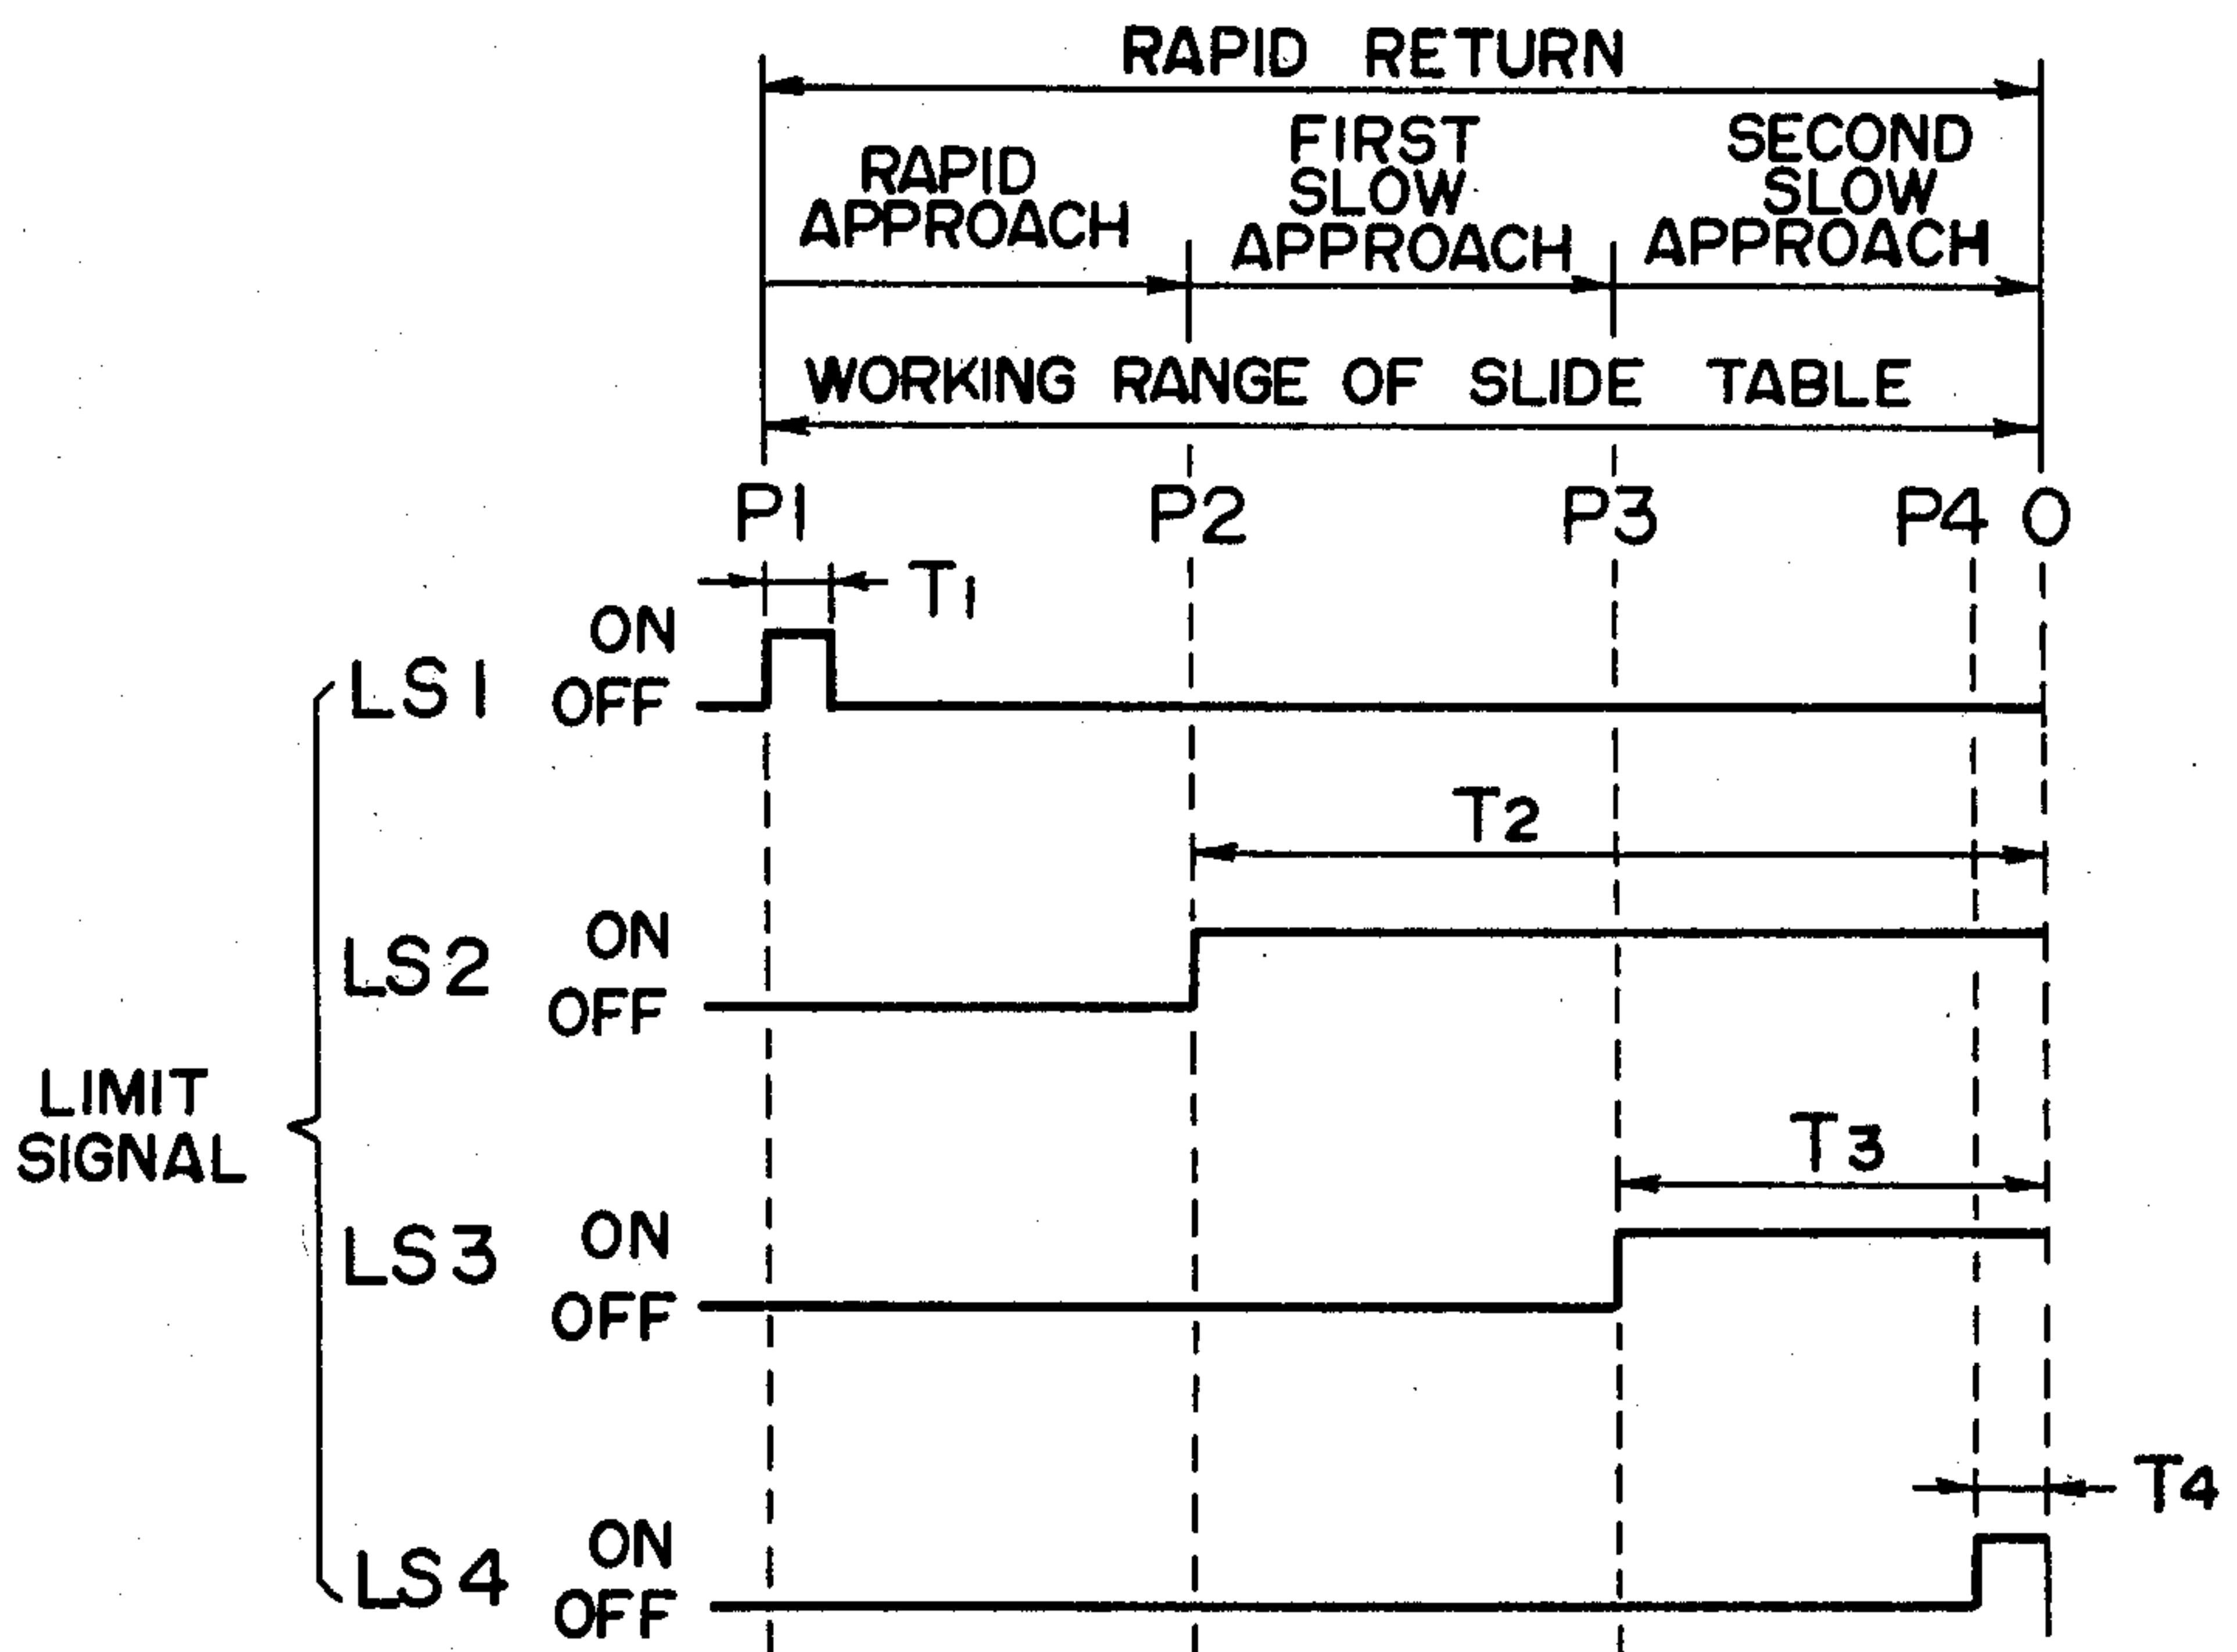 RAPID RETURN
RAPID
APPROACH
FIRST
SLOW
APPROACH
SECOND
SLOW
APPROACH
WORKING RANGE OF SLIDE TABLE
P1 P2 P3 P4 0
T1
ON
LS1 OFF
T2
ON
LS2 OFF
LIMIT
SIGNAL
T3
ON
LS3 OFF
T4
ON
LS4 OFF